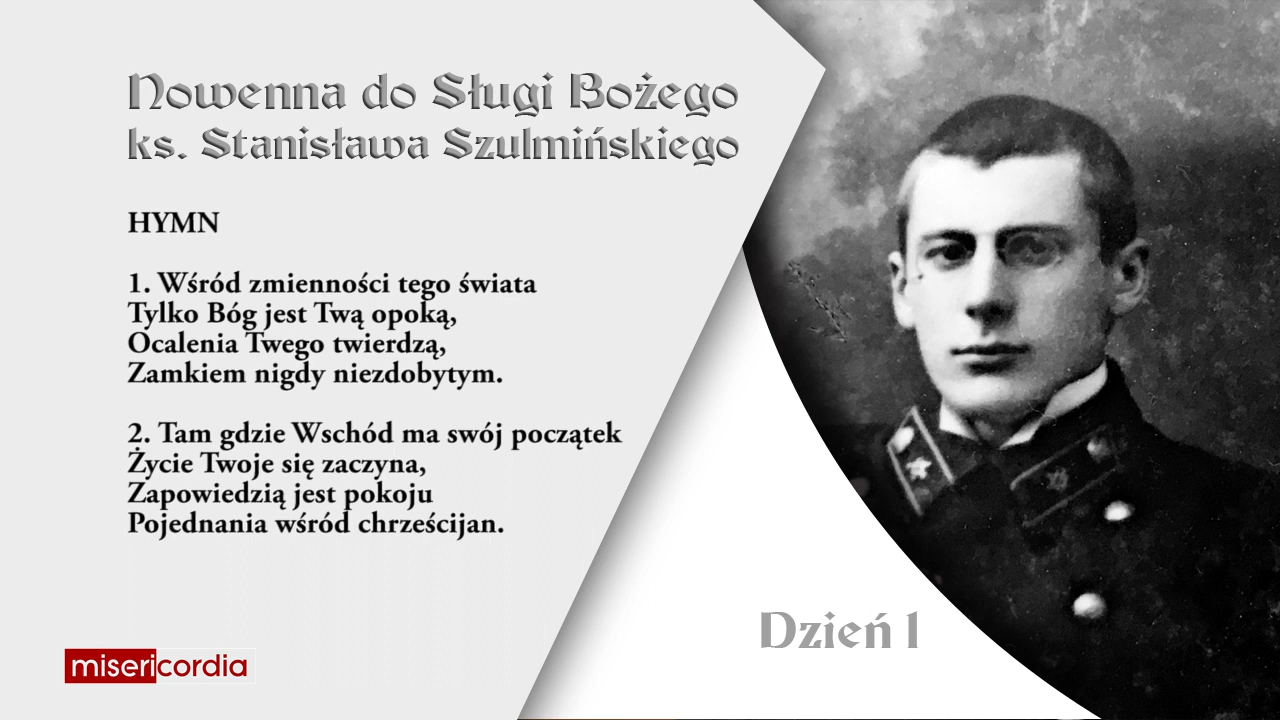 Nowenna do Sługi Bożego
ks. Stanisława Szulmińskiego
HYMN
1. Wśród zmienności tego świata
Tylko Bóg jest Twą opoką,
Ocalenia Twego twierdzą,
Zamkiem nigdy niezdobytym.
2. Tam gdzie Wschód ma swój początek
Życie Twoje się zaczyna,
Zapowiedzią jest pokoju
Pojednania wśród chrześcijan.
Dzień 1
misericordia